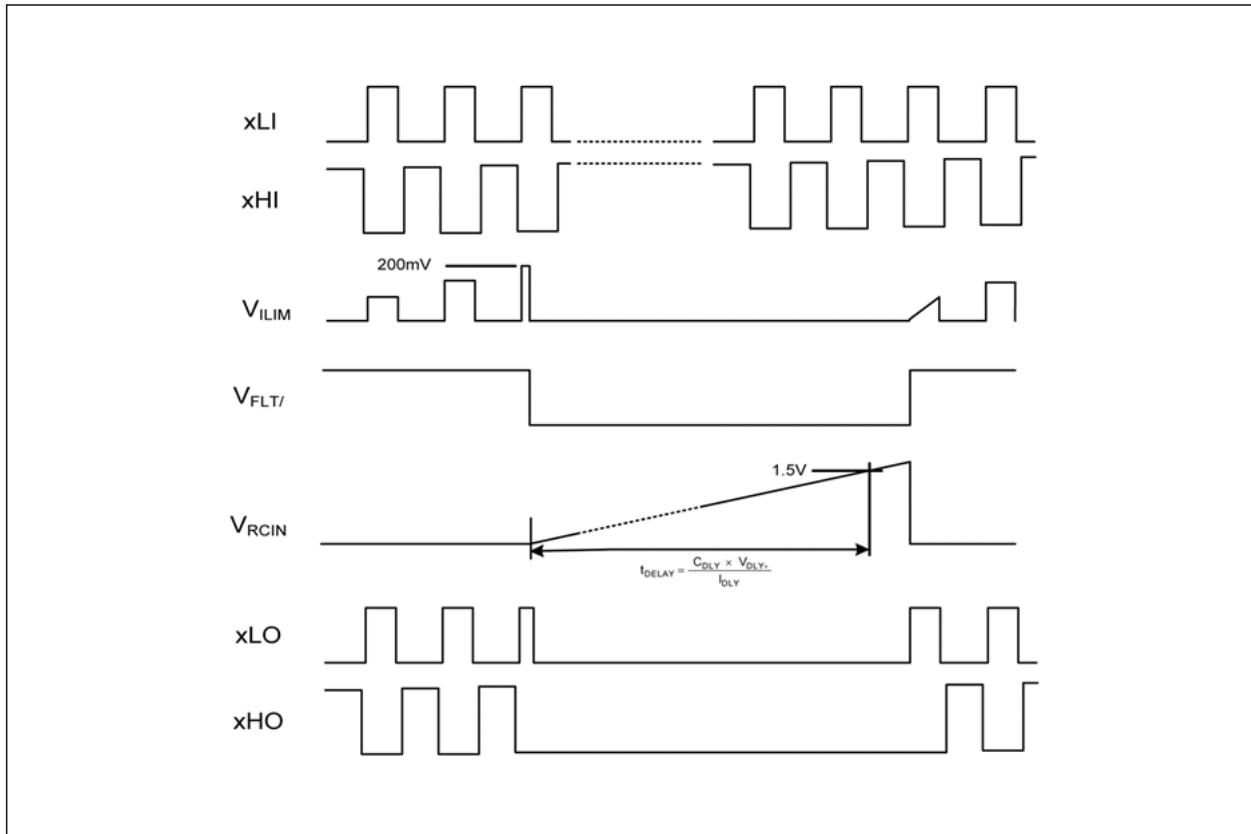 xLI
xHI
200mV
VILIM
VFLT/
1.5V
VRCIN
tDELAY = CDLY × VDLY+ / IDLY
xLO
xHO